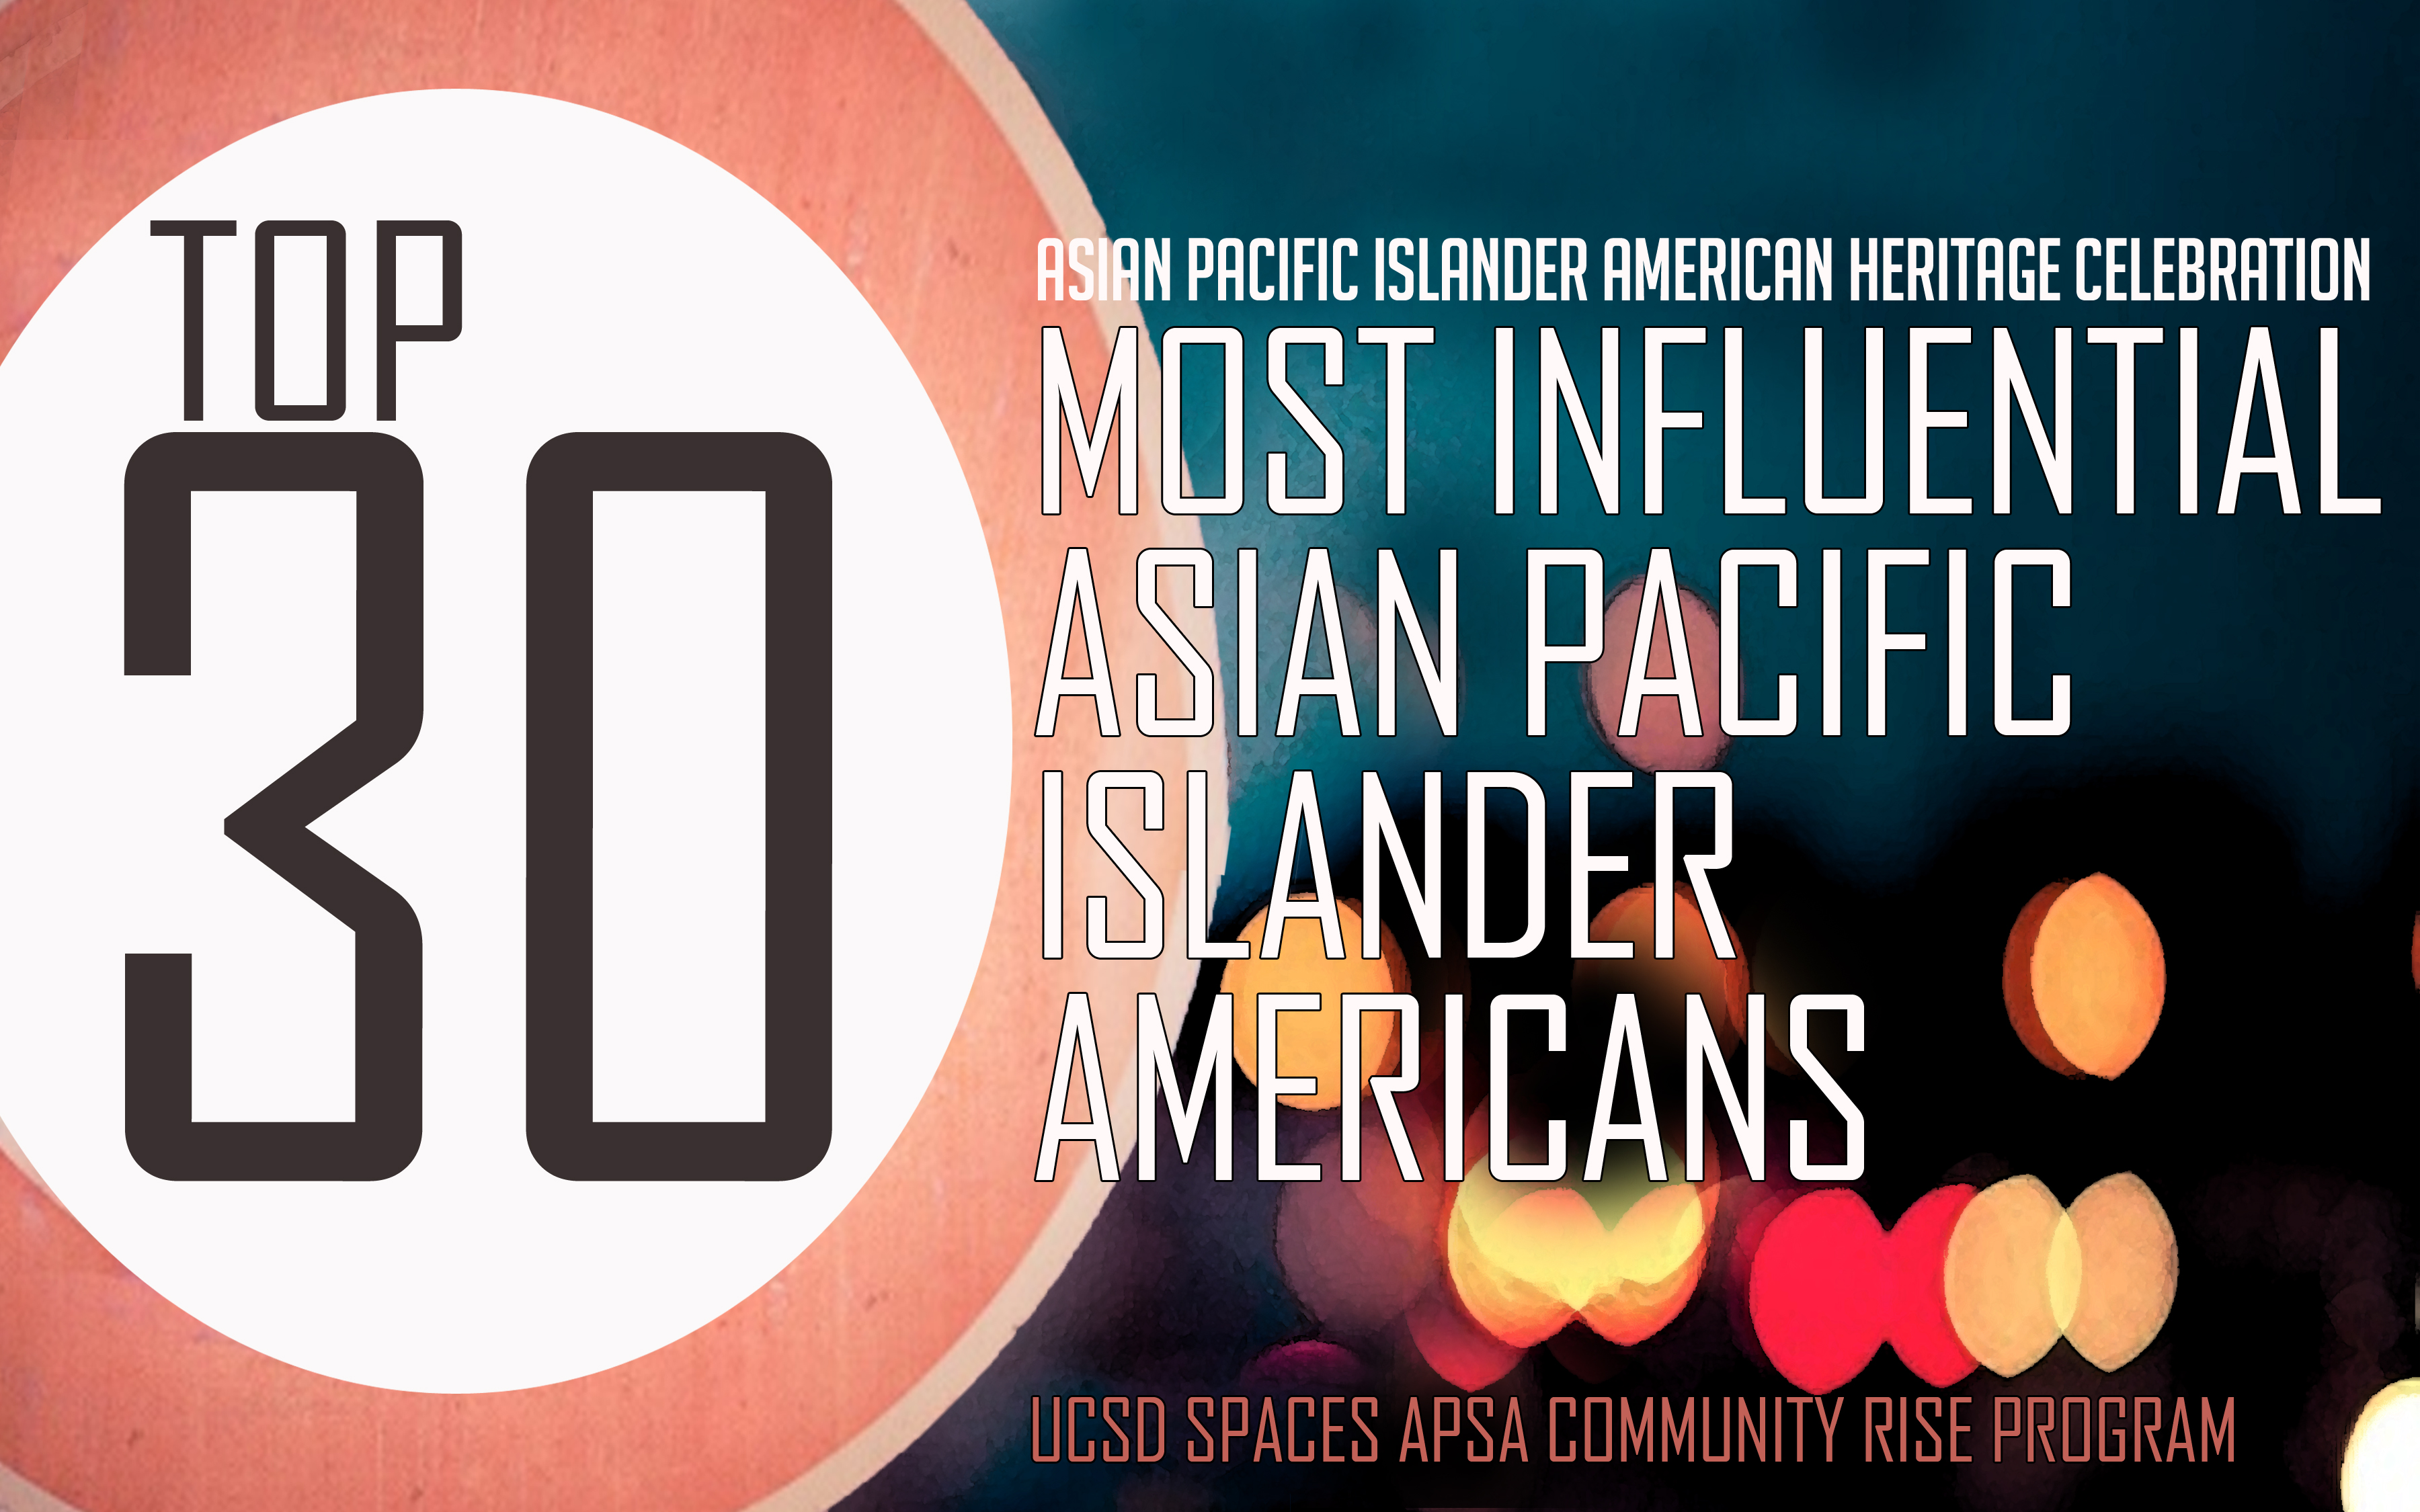 TOP
30
ASIAN PACIFIC ISLANDER AMERICAN HERITAGE CELEBRATION
MOST INFLUENTIAL
ASIAN PACIFIC
ISLANDER
AMERICANS
UCSD SPACES APSA COMMUNITY RISE PROGRAM